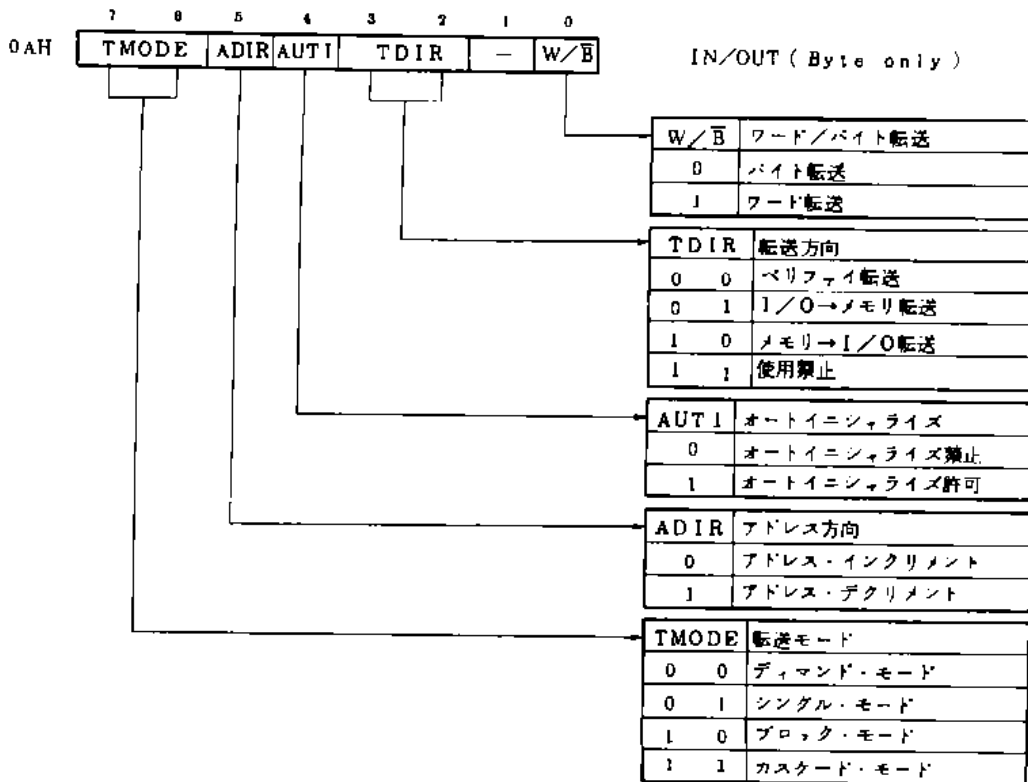 7 6 5 4 3 2 1 0
0AH TMODE ADIR AUTI TDIR − W/B̅ IN/OUT ( Byte only )
W/B̅ ワード/バイト転送
0 バイト転送
1 ワード転送
TDIR 転送方向
0 0 ベリファイ転送
0 1 I/O→メモリ転送
1 0 メモリ→I/O転送
1 1 使用禁止
AUTI オートイニシャライズ
0 オートイニシャライズ禁止
1 オートイニシャライズ許可
ADIR アドレス方向
0 アドレス・インクリメント
1 アドレス・デクリメント
TMODE 転送モード
0 0 ディマンド・モード
0 1 シングル・モード
1 0 ブロック・モード
1 1 カスケード・モード